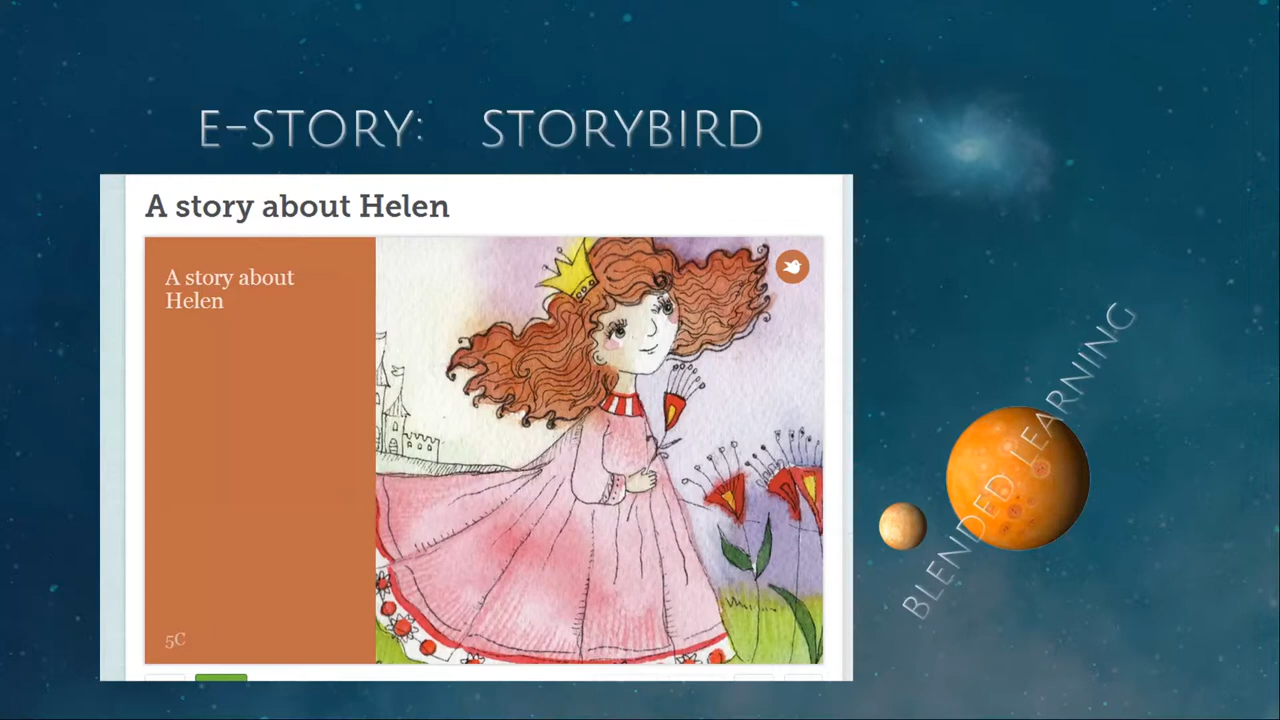 E-STORY: STORYBIRD
A story about Helen
A story about
Helen
5C
BLENDED LEARNING